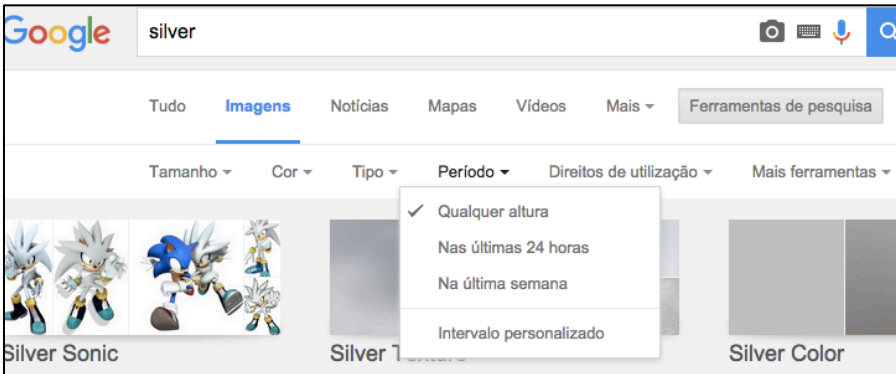 Google silver
Tudo Imagens Notícias Mapas Vídeos Mais Ferramentas de pesquisa
Tamanho Cor Tipo Período Direitos de utilização Mais ferramentas
Qualquer altura
Nas últimas 24 horas
Na última semana
Intervalo personalizado
Silver Sonic Silver Silver Color